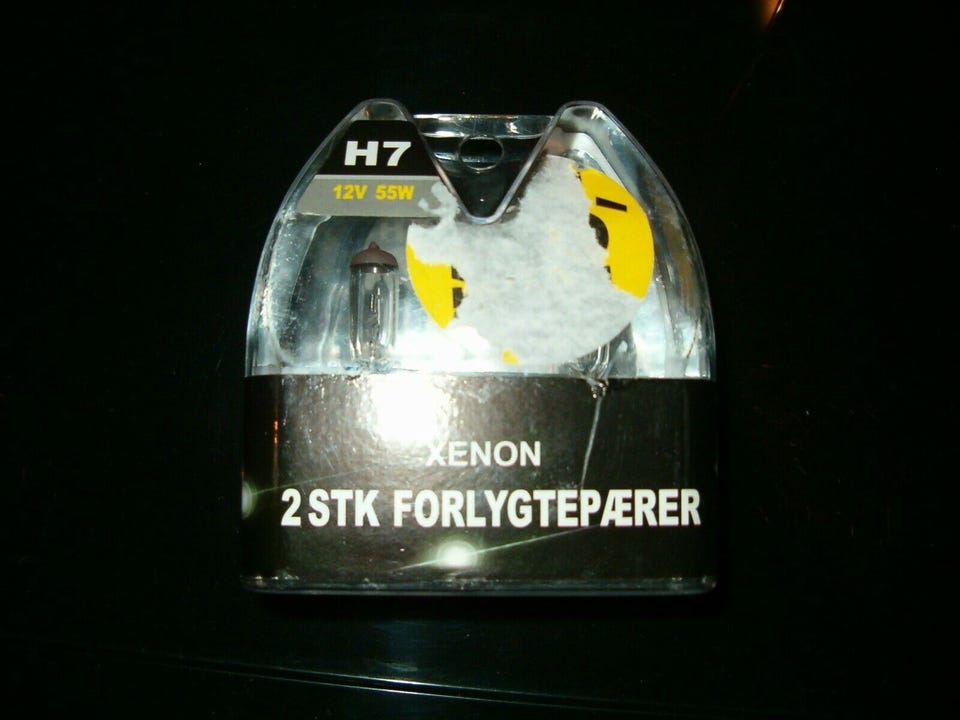 H7
12V 55W
XENON
2 STK FORLYGTEPÆRER